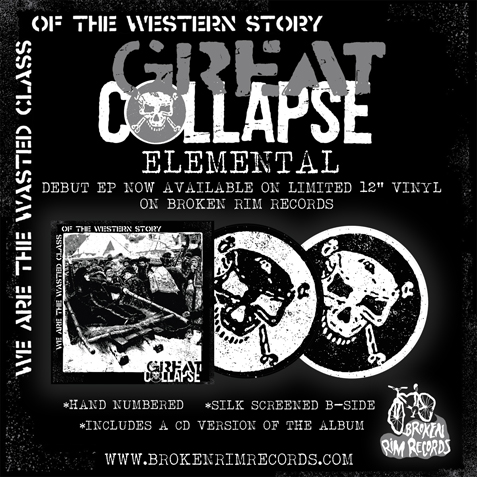 OF THE WESTERN STORY
WE ARE THE WASTED CLASS
GREAT
COLLAPSE
ELEMENTAL
DEBUT EP NOW AVAILABLE ON LIMITED 12" VINYL
ON BROKEN RIM RECORDS
OF THE WESTERN STORY
WE ARE THE WASTED CLASS
GREAT
COLLAPSE
*HAND NUMBERED *SILK SCREENED B-SIDE
*INCLUDES A CD VERSION OF THE ALBUM
BROKEN
RIM RECORDS
WWW.BROKENRIMRECORDS.COM